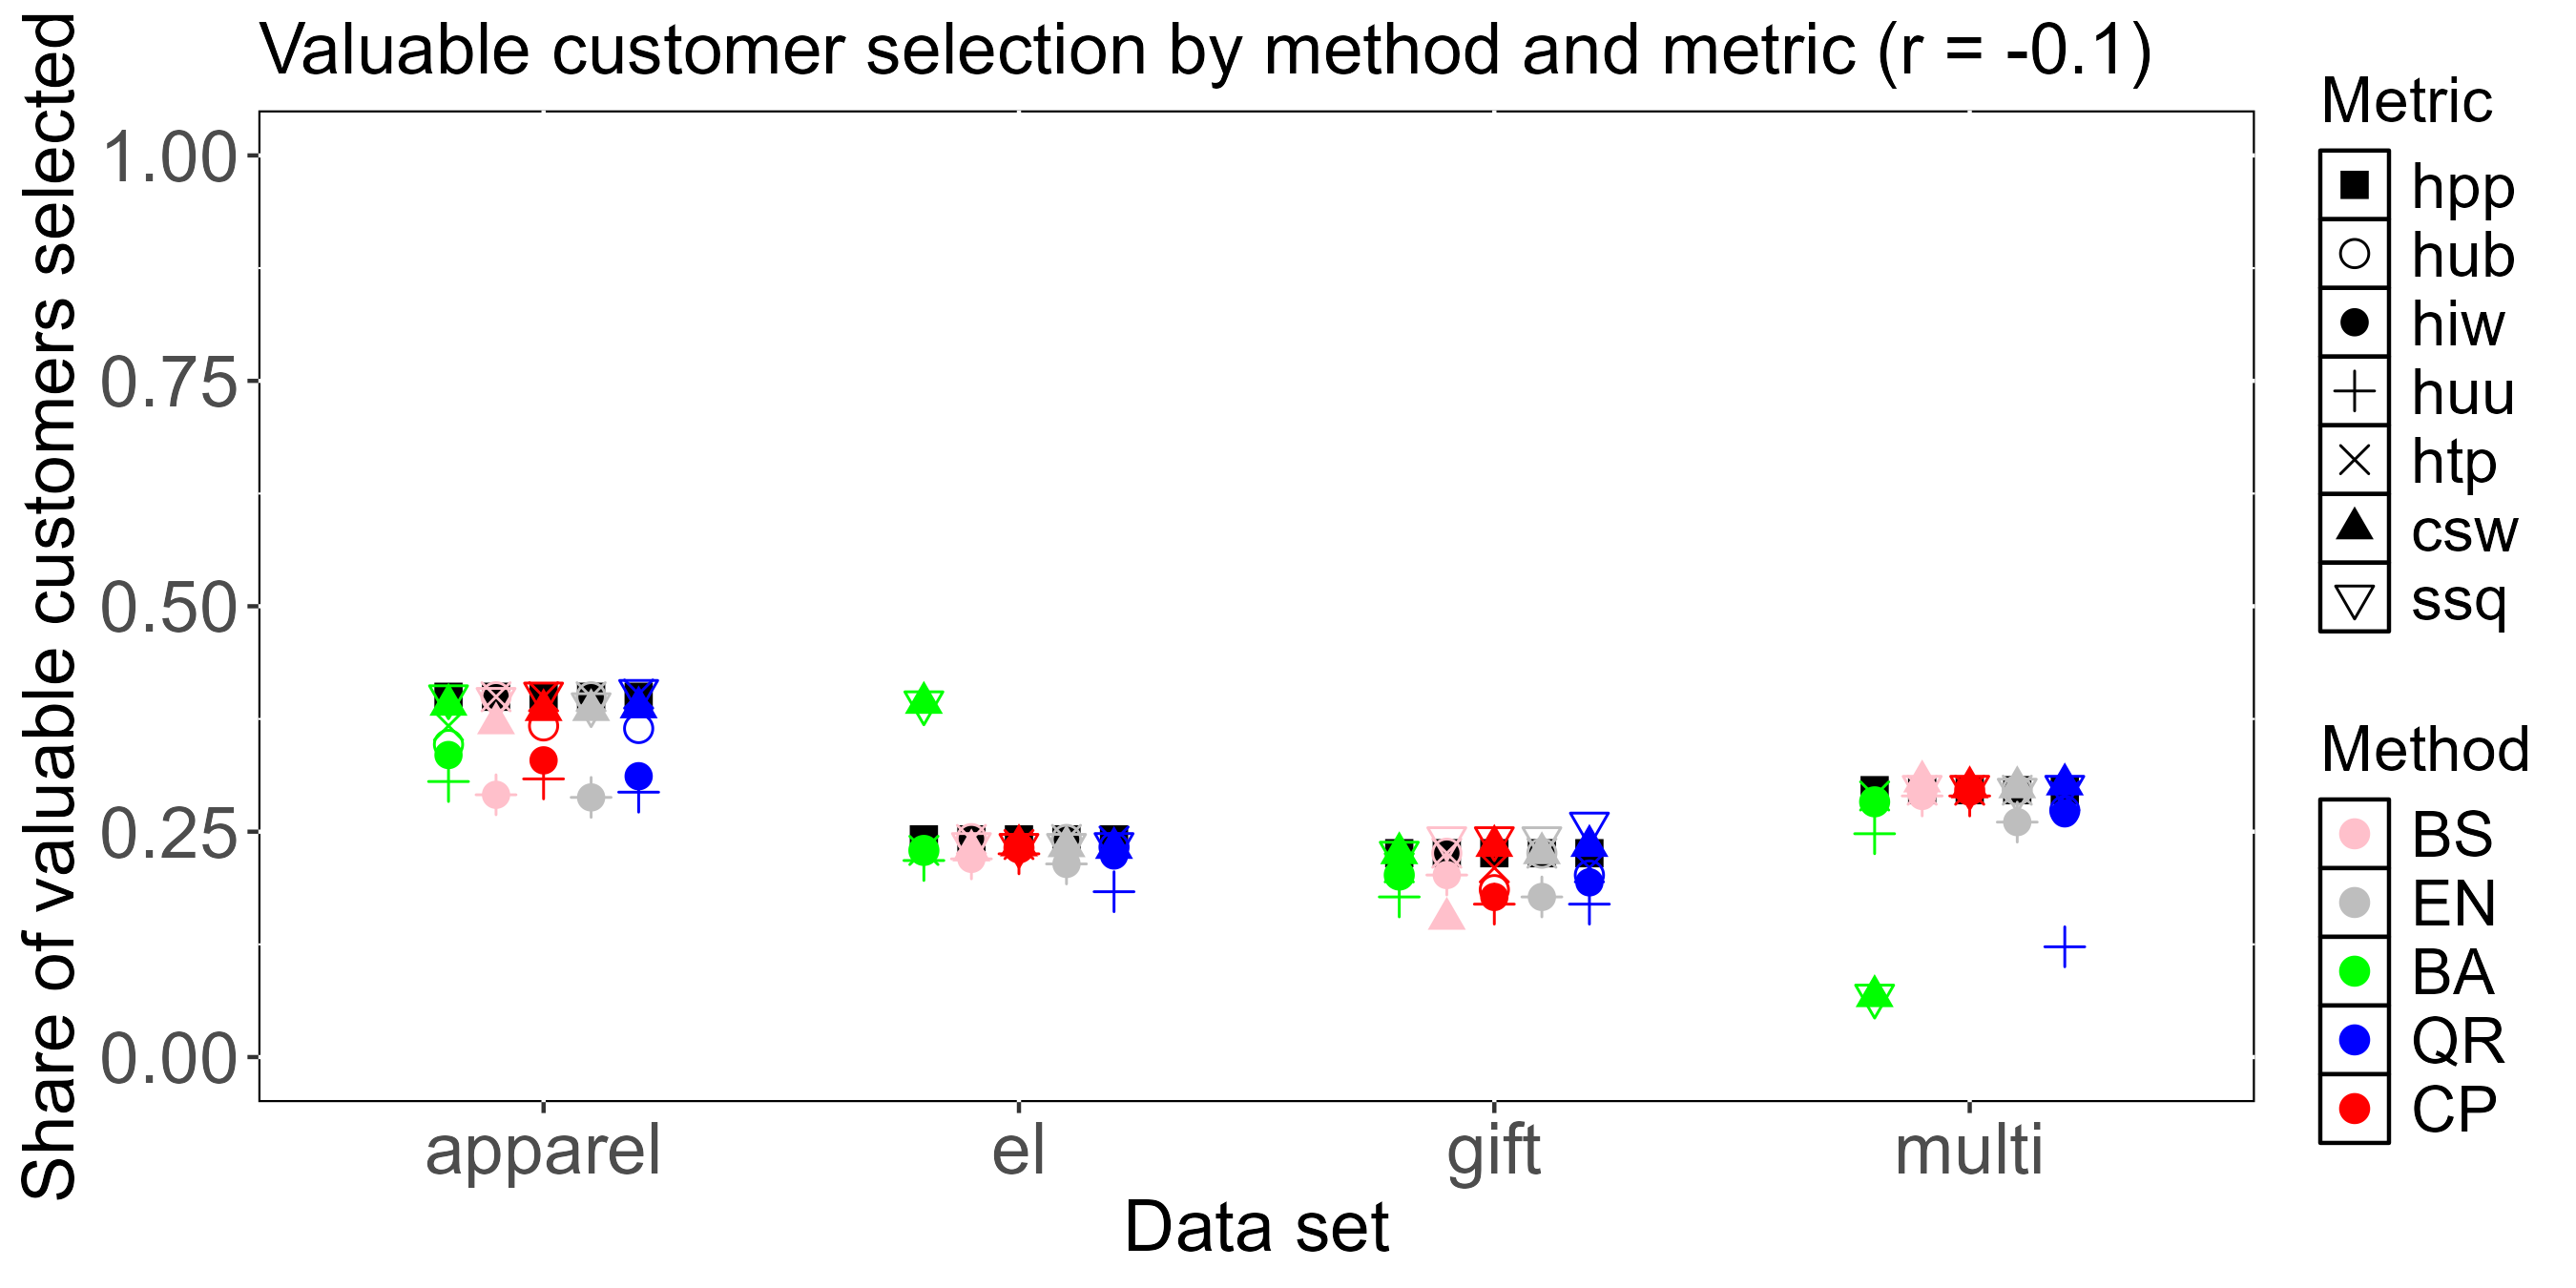 Valuable customer selection by method and metric (r = -0.1)
Share of valuable customers selected
1.00
0.75
0.50
0.25
0.00
apparel
el
gift
multi
Data set
Metric
hpp
hub
hiw
huu
htp
csw
ssq
Method
BS
EN
BA
QR
CP